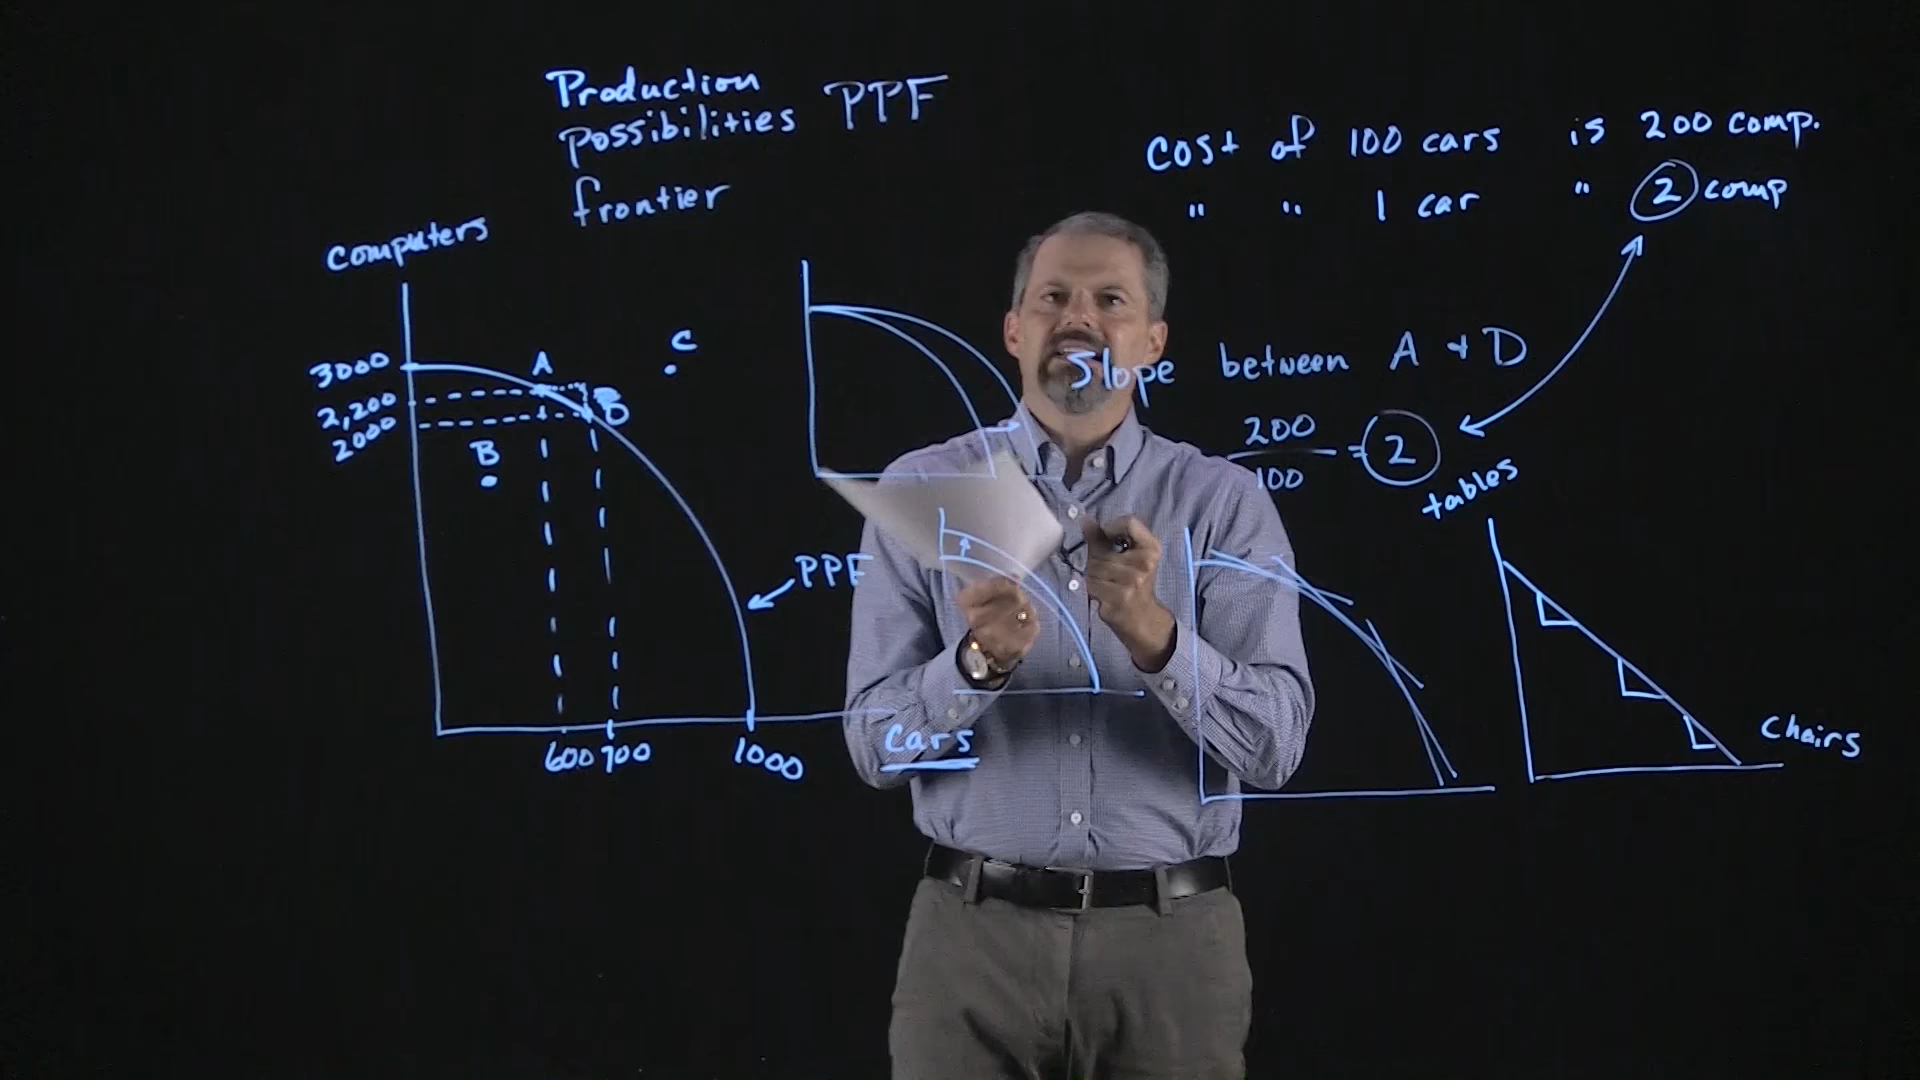 Production
possibilities PPF
frontier
Cost of 100 cars is 200 comp.
" " 1 car " 2 comp
Computers
3000
2,200
2000
A
B
C
D
PPF
600 700 1000
Cars
Slope between A + D
200
100
= 2
tables
Chairs